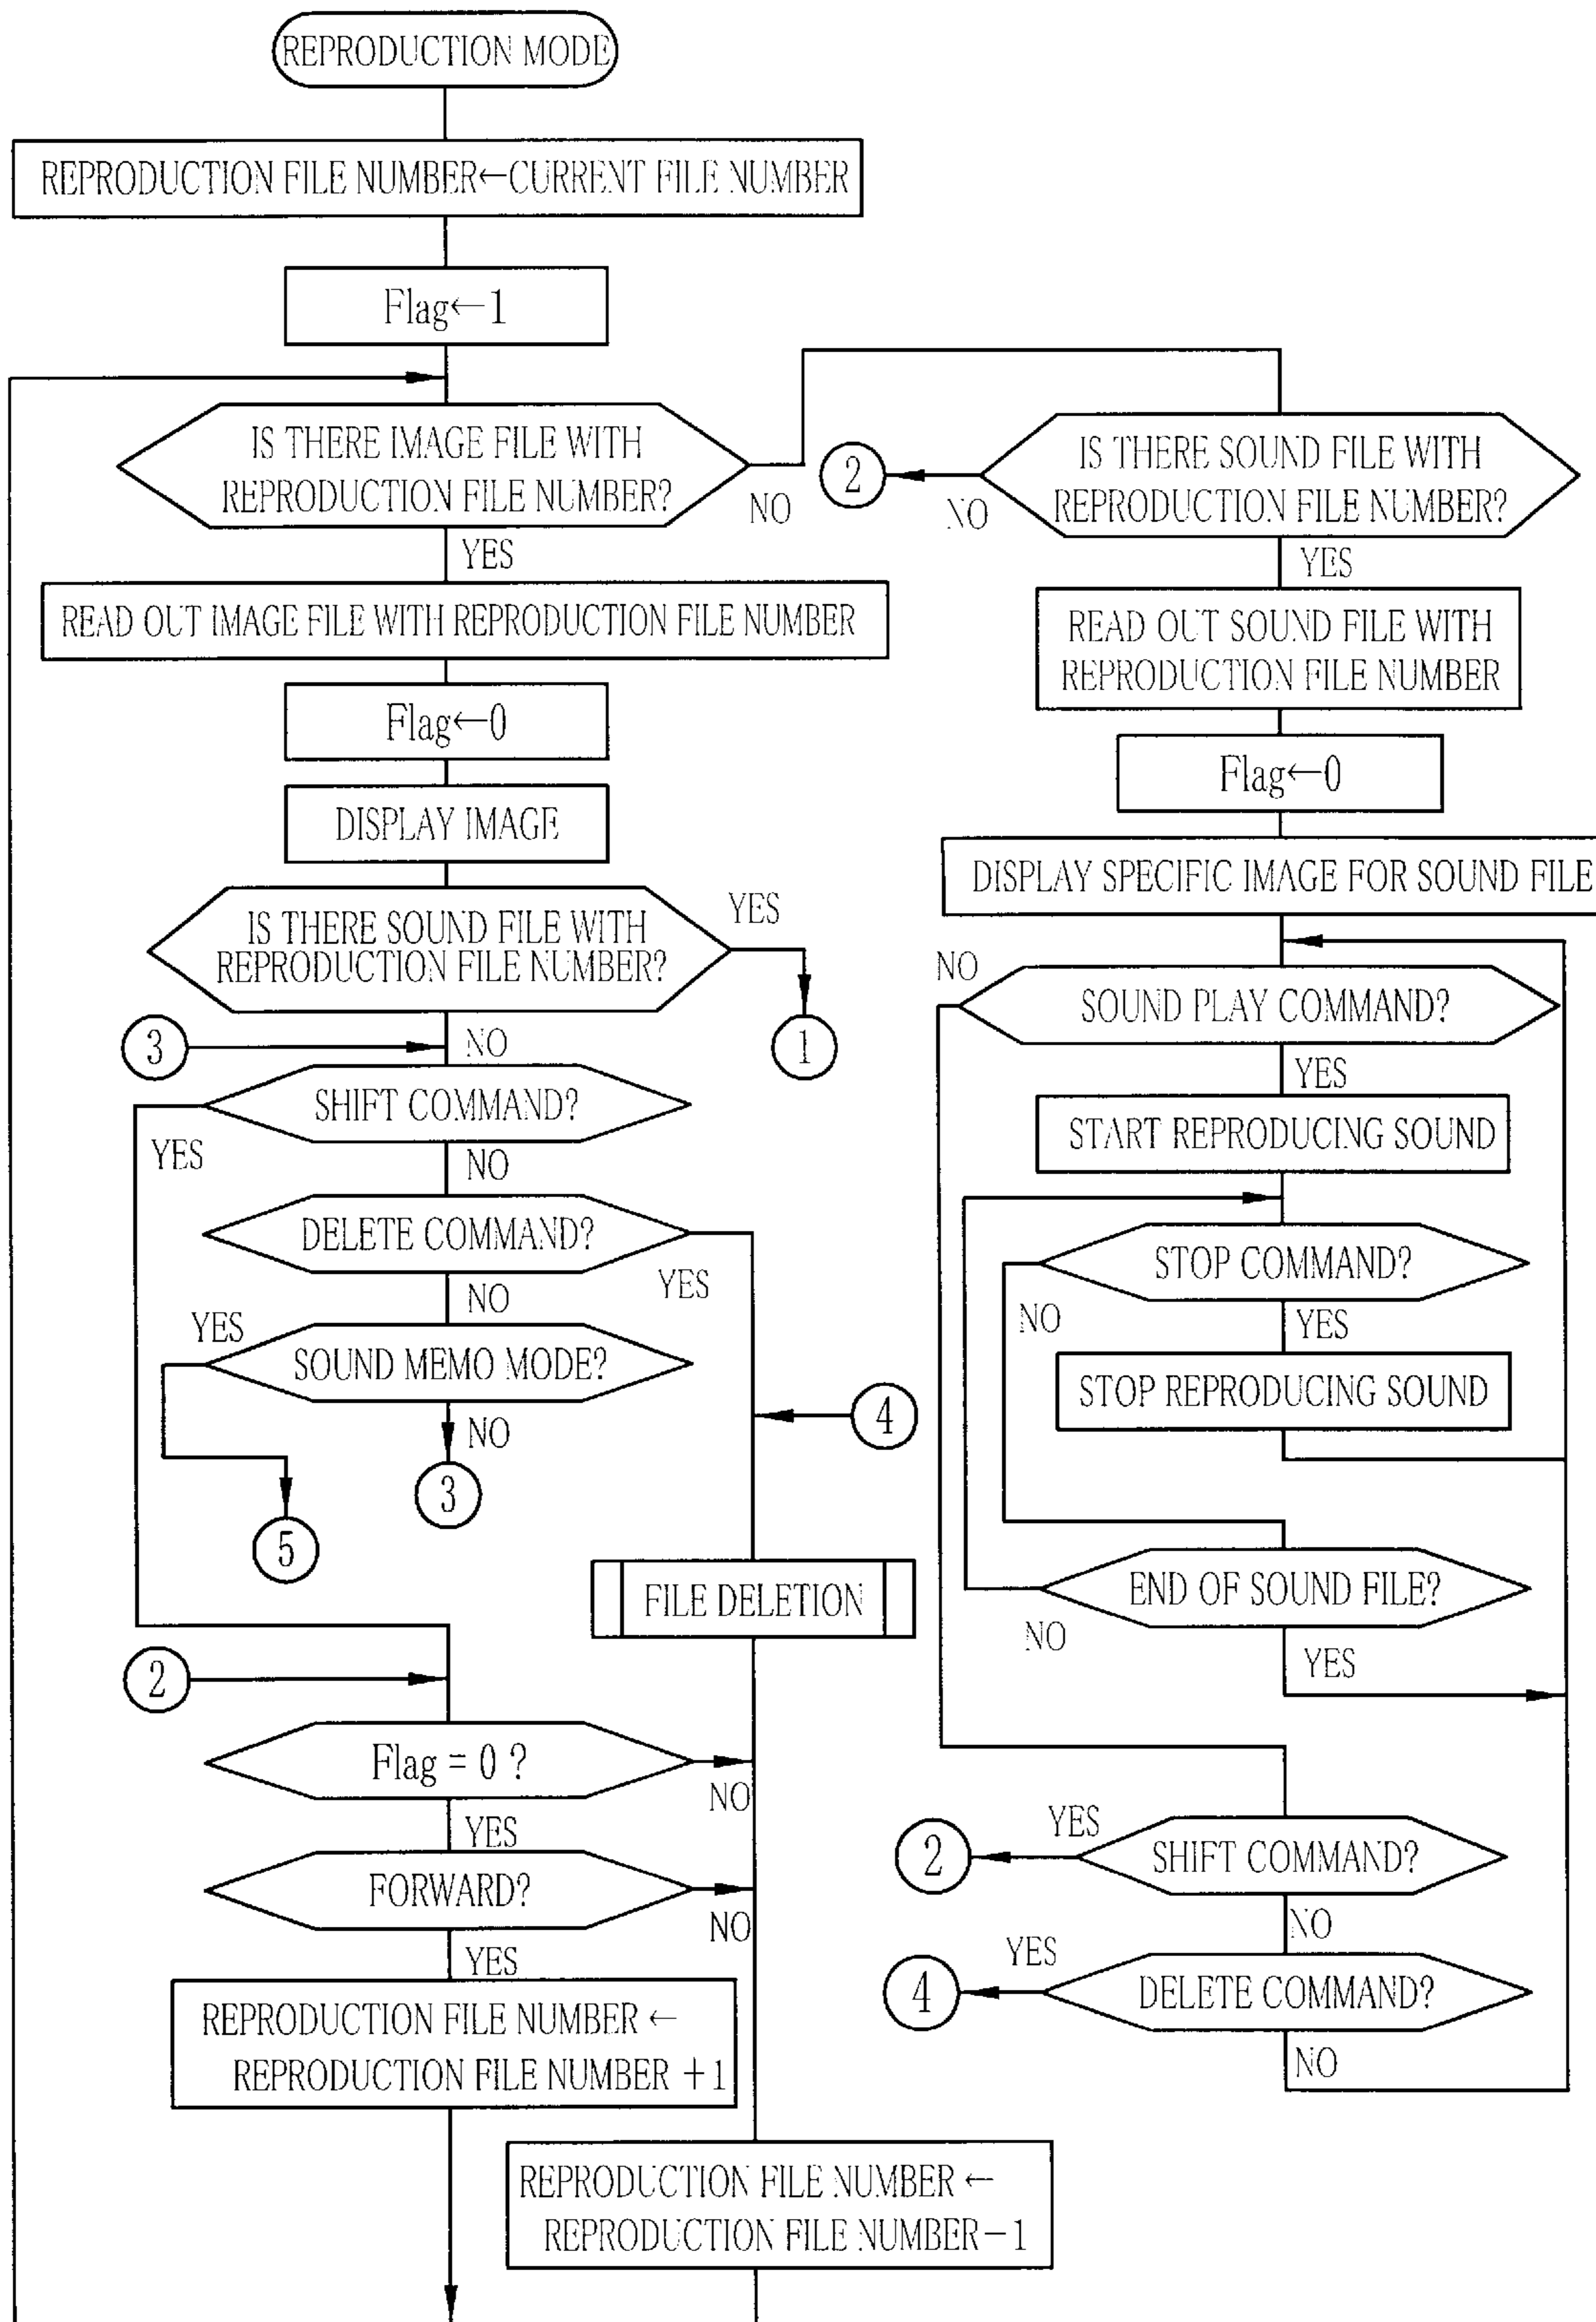 REPRODUCTION MODE
REPRODUCTION FILE NUMBER←CURRENT FILE NUMBER
Flag←1
IS THERE IMAGE FILE WITH
REPRODUCTION FILE NUMBER?
NO
YES
READ OUT IMAGE FILE WITH REPRODUCTION FILE NUMBER
Flag←0
DISPLAY IMAGE
IS THERE SOUND FILE WITH
REPRODUCTION FILE NUMBER?
YES
1
3
NO
SHIFT COMMAND?
YES
NO
DELETE COMMAND?
YES
NO
SOUND MEMO MODE?
YES
NO
3
5
4
FILE DELETION
2
Flag = 0 ?
NO
YES
FORWARD?
NO
YES
REPRODUCTION FILE NUMBER ←
REPRODUCTION FILE NUMBER +1
REPRODUCTION FILE NUMBER ←
REPRODUCTION FILE NUMBER−1
IS THERE SOUND FILE WITH
REPRODUCTION FILE NUMBER?
2
NO
YES
READ OUT SOUND FILE WITH
REPRODUCTION FILE NUMBER
Flag←0
DISPLAY SPECIFIC IMAGE FOR SOUND FILE
NO
SOUND PLAY COMMAND?
YES
START REPRODUCING SOUND
STOP COMMAND?
NO
YES
STOP REPRODUCING SOUND
END OF SOUND FILE?
NO
YES
2
YES
SHIFT COMMAND?
NO
4
YES
DELETE COMMAND?
NO